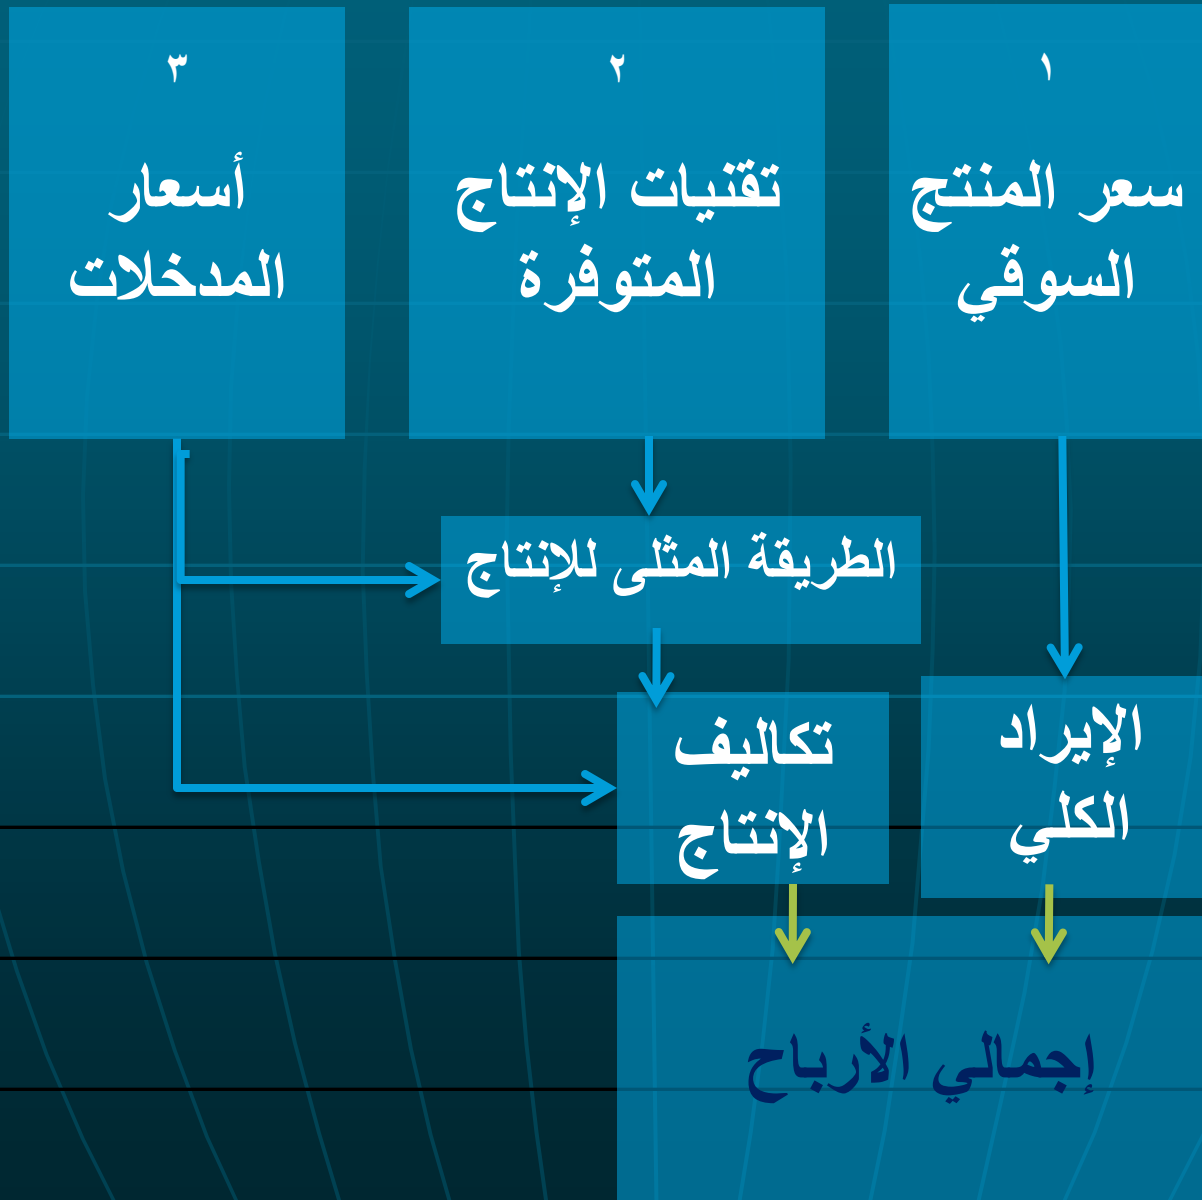 ١
سعر المنتج
السوقي
٢
تقنيات الإنتاج
المتوفرة
٣
أسعار
المدخلات
الطريقة المثلى للإنتاج
الإيراد
الكلي
تكاليف
الإنتاج
إجمالي الأرباح